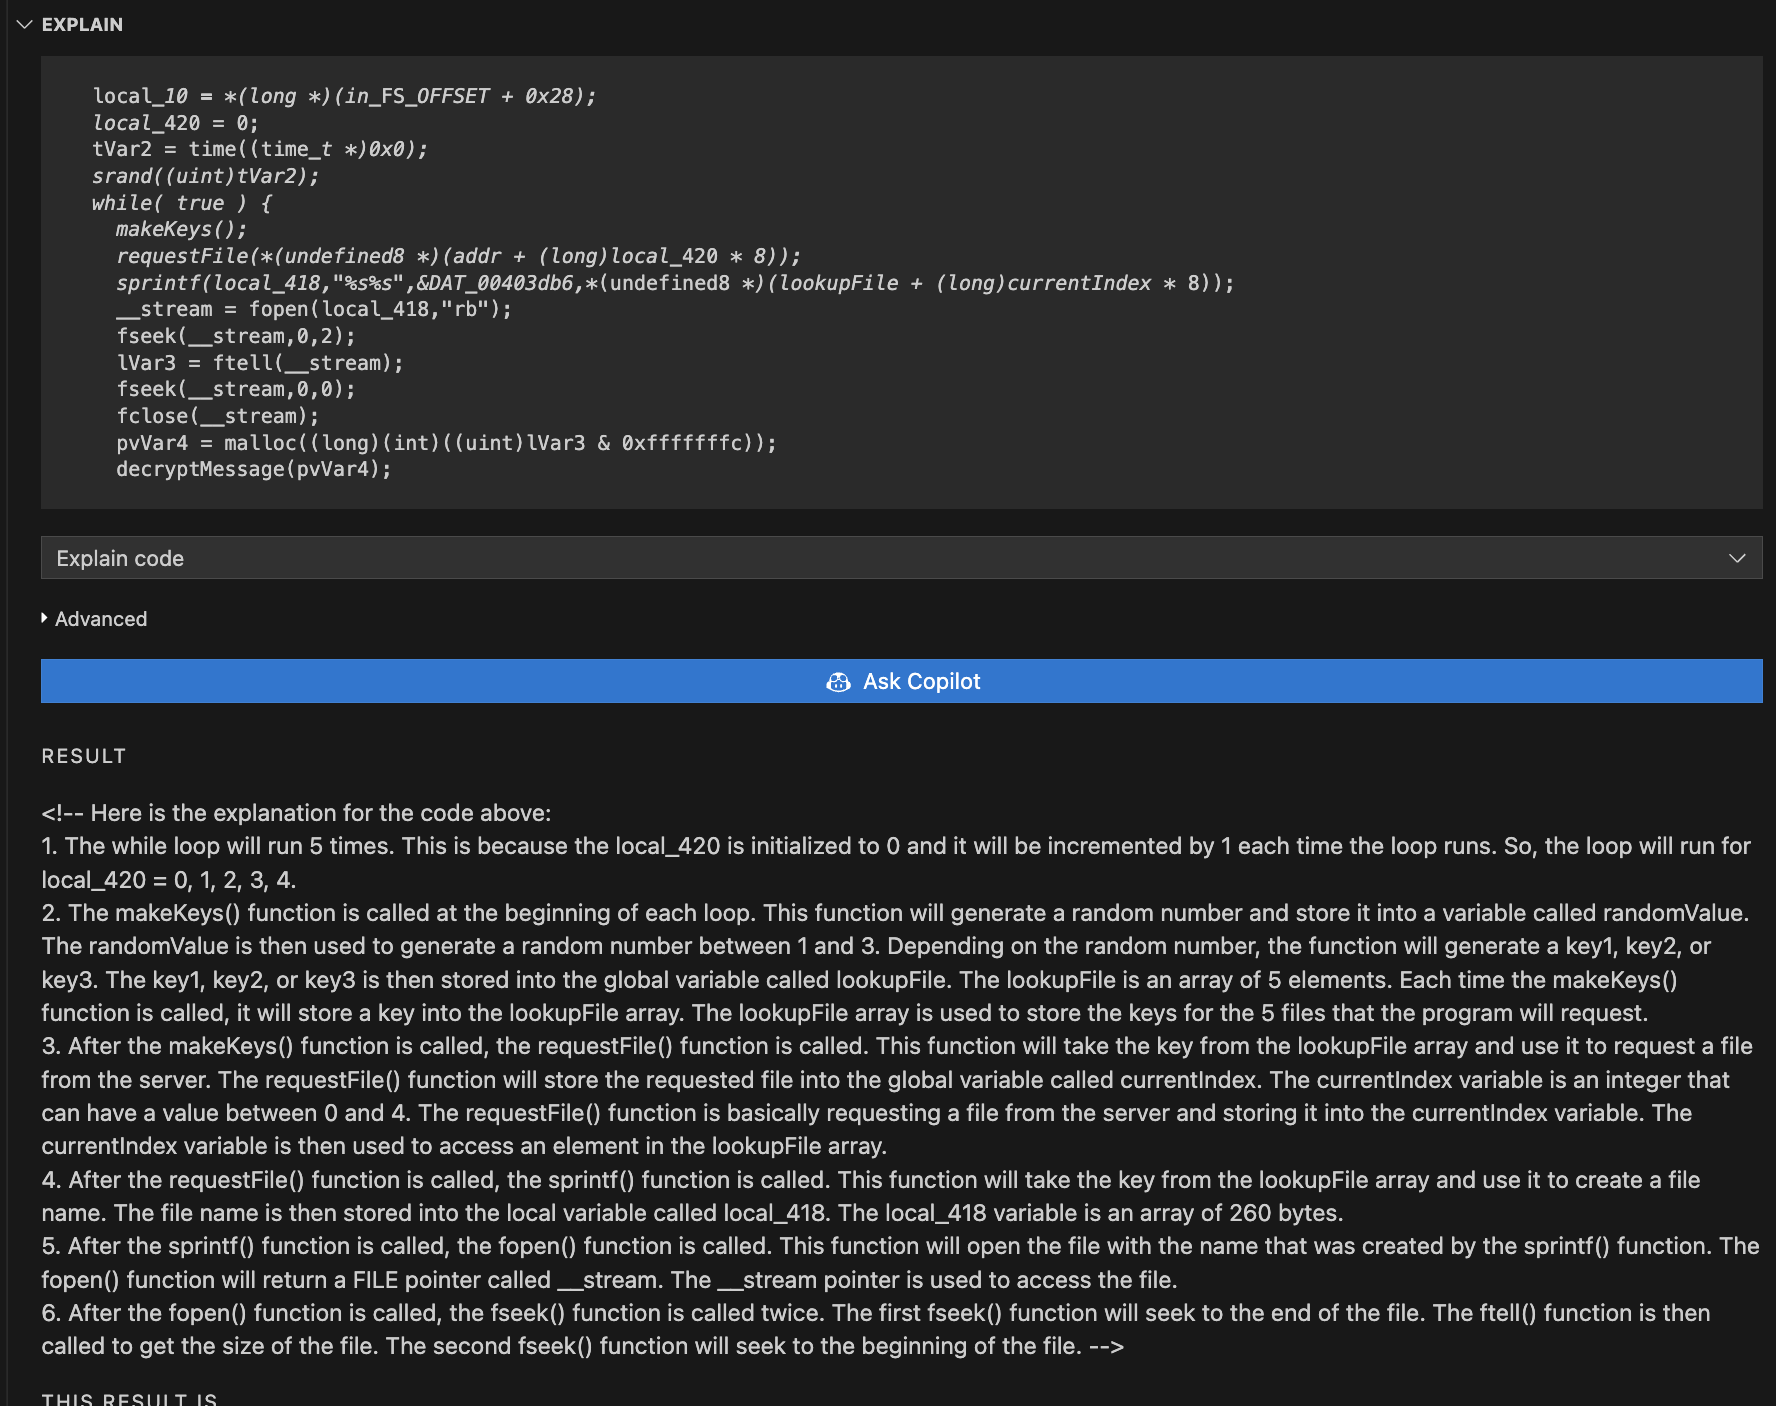 EXPLAIN
local_10 = *(long *)(in_FS_OFFSET + 0x28);
local_420 = 0;
tVar2 = time((time_t *)0x0);
srand((uint)tVar2);
while( true ) {
makeKeys();
requestFile(*(undefined8 *)(addr + (long)local_420 * 8));
sprintf(local_418,"%s%s",&DAT_00403db6,*(undefined8 *)(lookupFile + (long)currentIndex * 8));
__stream = fopen(local_418,"rb");
fseek(__stream,0,2);
lVar3 = ftell(__stream);
fseek(__stream,0,0);
fclose(__stream);
pvVar4 = malloc((long)(int)((uint)lVar3 & 0xfffffffc));
decryptMessage(pvVar4);
Explain code
Advanced
Ask Copilot
RESULT
<!-- Here is the explanation for the code above:
1. The while loop will run 5 times. This is because the local_420 is initialized to 0 and it will be incremented by 1 each time the loop runs. So, the loop will run for
local_420 = 0, 1, 2, 3, 4.
2. The makeKeys() function is called at the beginning of each loop. This function will generate a random number and store it into a variable called randomValue.
The randomValue is then used to generate a random number between 1 and 3. Depending on the random number, the function will generate a key1, key2, or
key3. The key1, key2, or key3 is then stored into the global variable called lookupFile. The lookupFile is an array of 5 elements. Each time the makeKeys()
function is called, it will store a key into the lookupFile array. The lookupFile array is used to store the keys for the 5 files that the program will request.
3. After the makeKeys() function is called, the requestFile() function is called. This function will take the key from the lookupFile array and use it to request a file
from the server. The requestFile() function will store the requested file into the global variable called currentIndex. The currentIndex variable is an integer that
can have a value between 0 and 4. The requestFile() function is basically requesting a file from the server and storing it into the currentIndex variable. The
currentIndex variable is then used to access an element in the lookupFile array.
4. After the requestFile() function is called, the sprintf() function is called. This function will take the key from the lookupFile array and use it to create a file
name. The file name is then stored into the local variable called local_418. The local_418 variable is an array of 260 bytes.
5. After the sprintf() function is called, the fopen() function is called. This function will open the file with the name that was created by the sprintf() function. The
fopen() function will return a FILE pointer called __stream. The __stream pointer is used to access the file.
6. After the fopen() function is called, the fseek() function is called twice. The first fseek() function will seek to the end of the file. The ftell() function is then
called to get the size of the file. The second fseek() function will seek to the beginning of the file. -->
THIS RESULT IS